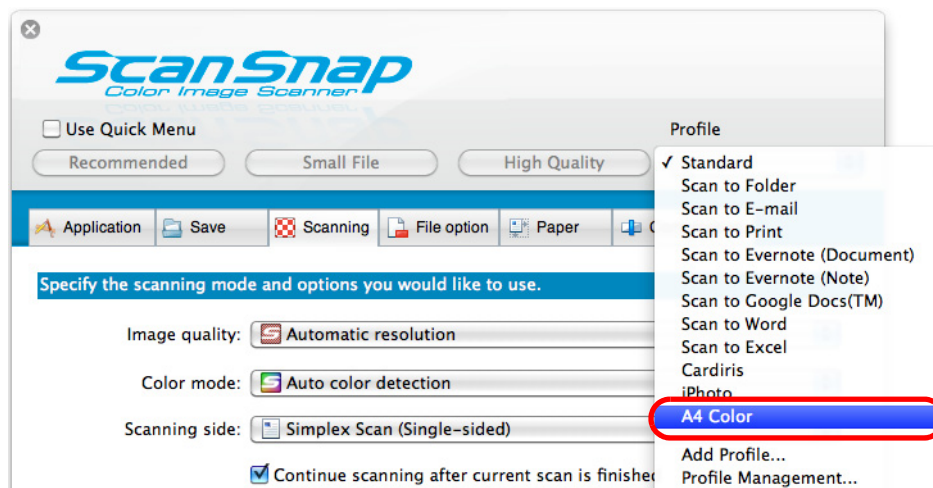 ScanSnap
Color Image Scanner
Use Quick Menu
Profile
Recommended
Small File
High Quality
✓ Standard
Scan to Folder
Scan to E-mail
Scan to Print
Scan to Evernote (Document)
Scan to Evernote (Note)
Scan to Google Docs(TM)
Scan to Word
Scan to Excel
Cardiris
iPhoto
A4 Color
Add Profile...
Profile Management...
Application
Save
Scanning
File option
Paper
Specify the scanning mode and options you would like to use.
Image quality: Automatic resolution
Color mode: Auto color detection
Scanning side: Simplex Scan (Single-sided)
Continue scanning after current scan is finished